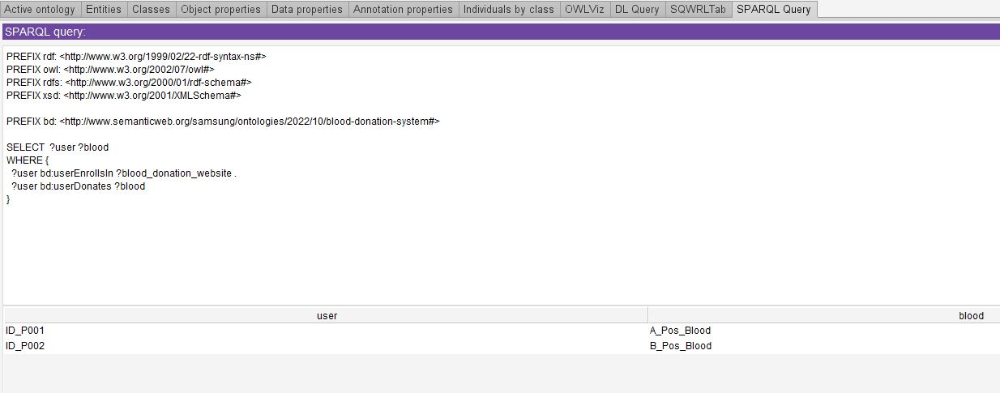 Active ontology Entities Classes Object properties Data properties Annotation properties Individuals by class OWLViz DL Query SQWRLTab SPARQL Query
SPARQL query:
PREFIX rdf: <http://www.w3.org/1999/02/22-rdf-syntax-ns#>
PREFIX owl: <http://www.w3.org/2002/07/owl#>
PREFIX rdfs: <http://www.w3.org/2000/01/rdf-schema#>
PREFIX xsd: <http://www.w3.org/2001/XMLSchema#>
PREFIX bd: <http://www.semanticweb.org/samsung/ontologies/2022/10/blood-donation-system#>
SELECT ?user ?blood
WHERE {
?user bd:userEnrollsIn ?blood_donation_website .
?user bd:userDonates ?blood
}
user blood
ID_P001 A_Pos_Blood
ID_P002 B_Pos_Blood